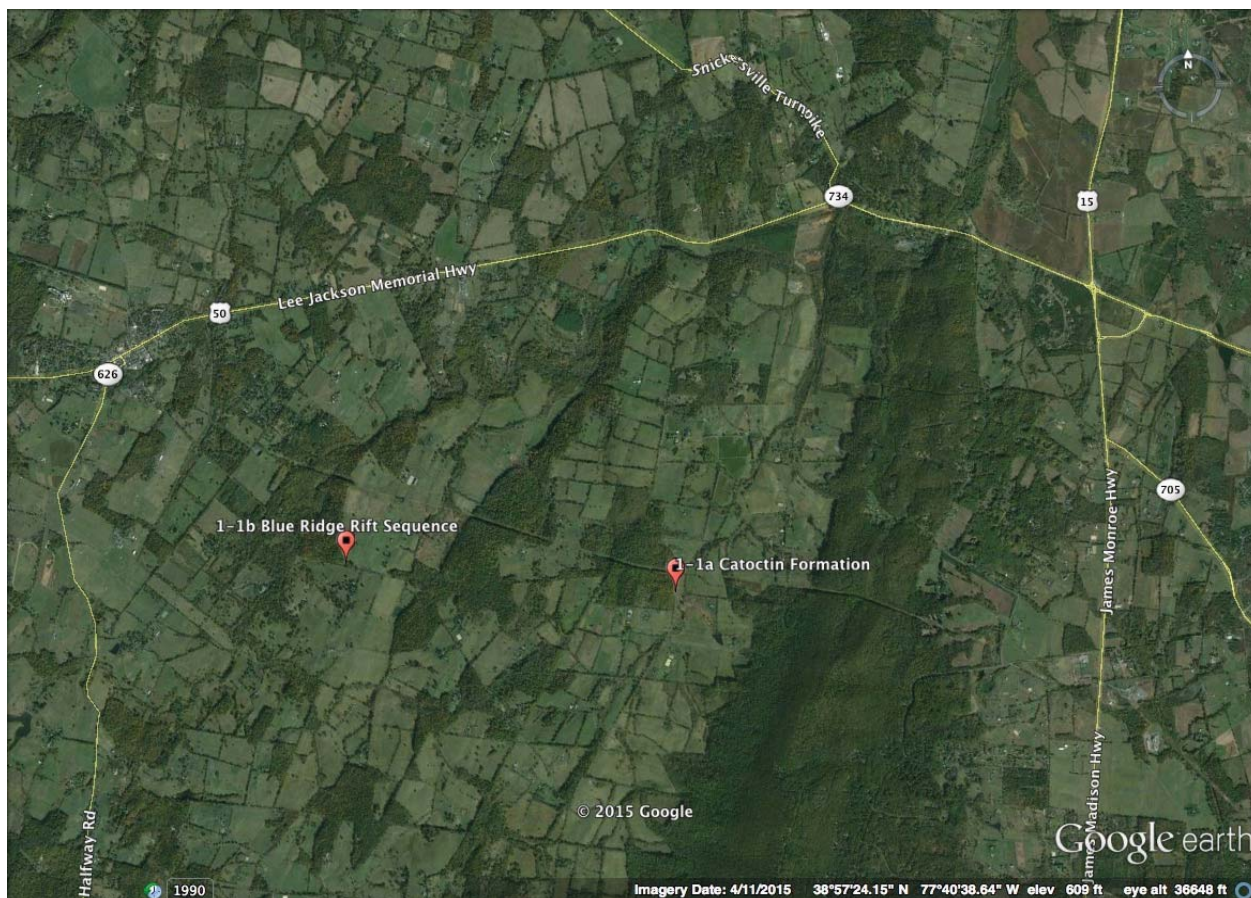 Snickersville Turnpike
N
734
15
Lee Jackson Memorial Hwy
50
626
705
1-1b Blue Ridge Rift Sequence
1-1a Catoctin Formation
James Monroe Hwy
© 2015 Google
James Madison Hwy
Google earth
Halfway Rd
1990
Imagery Date: 4/11/2015 38°57'24.15" N 77°40'38.64" W elev 609 ft eye alt 36648 ft